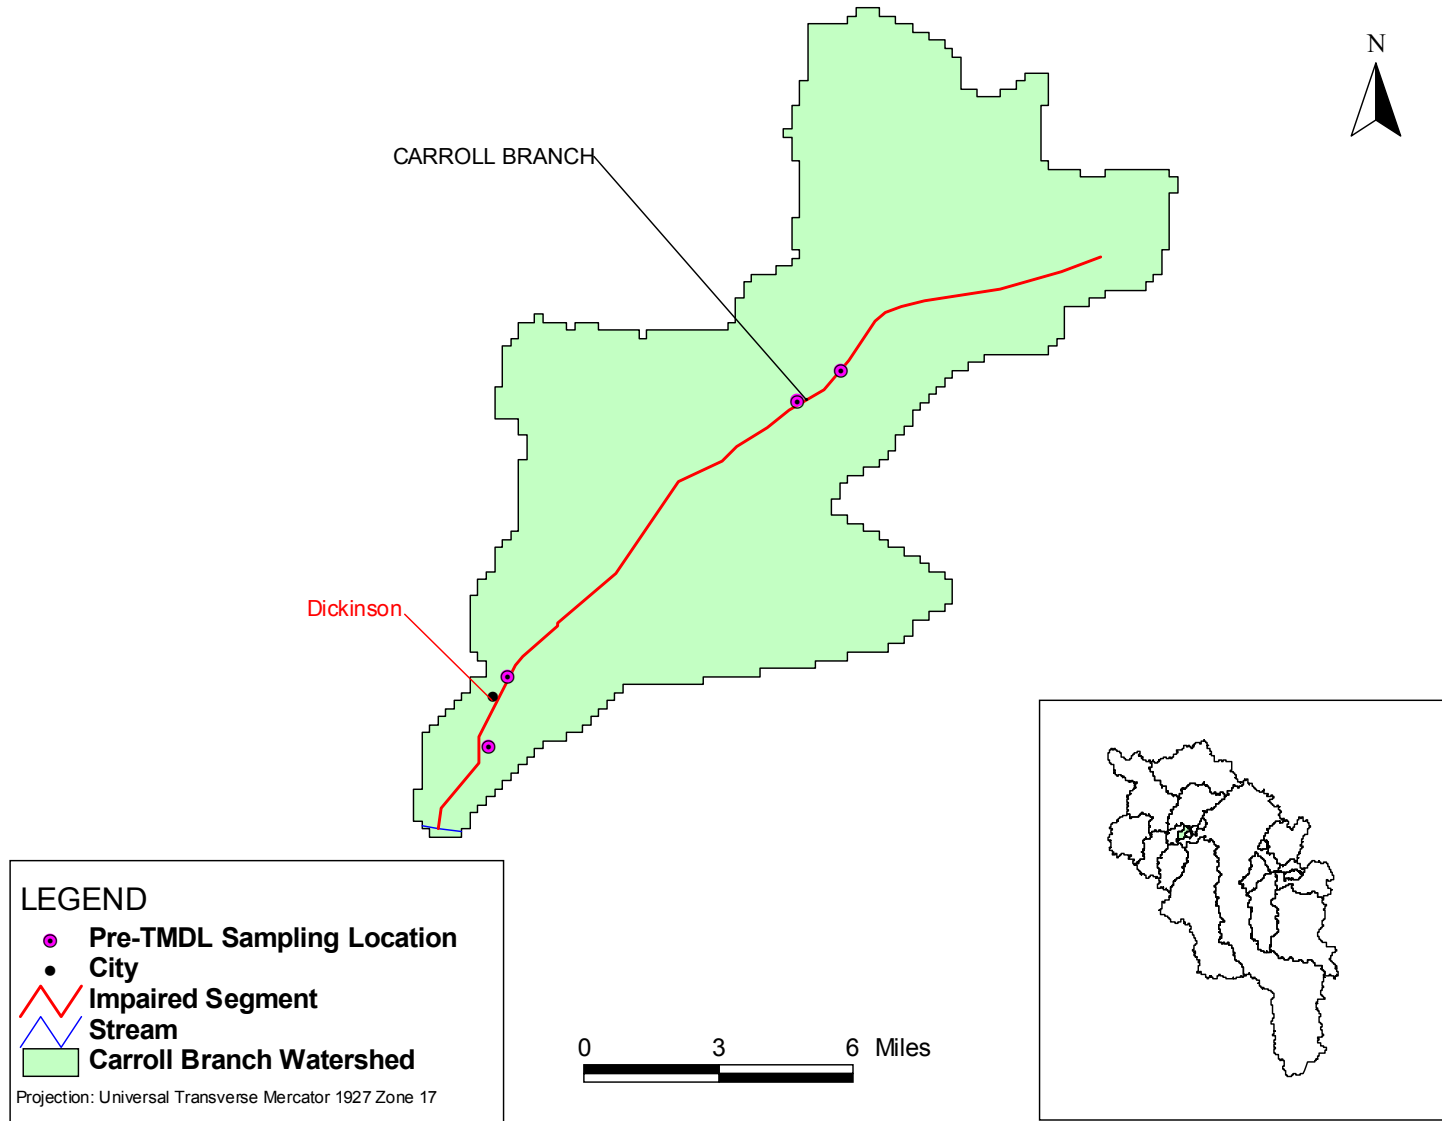 N
CARROLL BRANCH
Dickinson
LEGEND
Pre-TMDL Sampling Location
City
Impaired Segment
Stream
Carroll Branch Watershed
Projection: Universal Transverse Mercator 1927 Zone 17
0 3 6 Miles